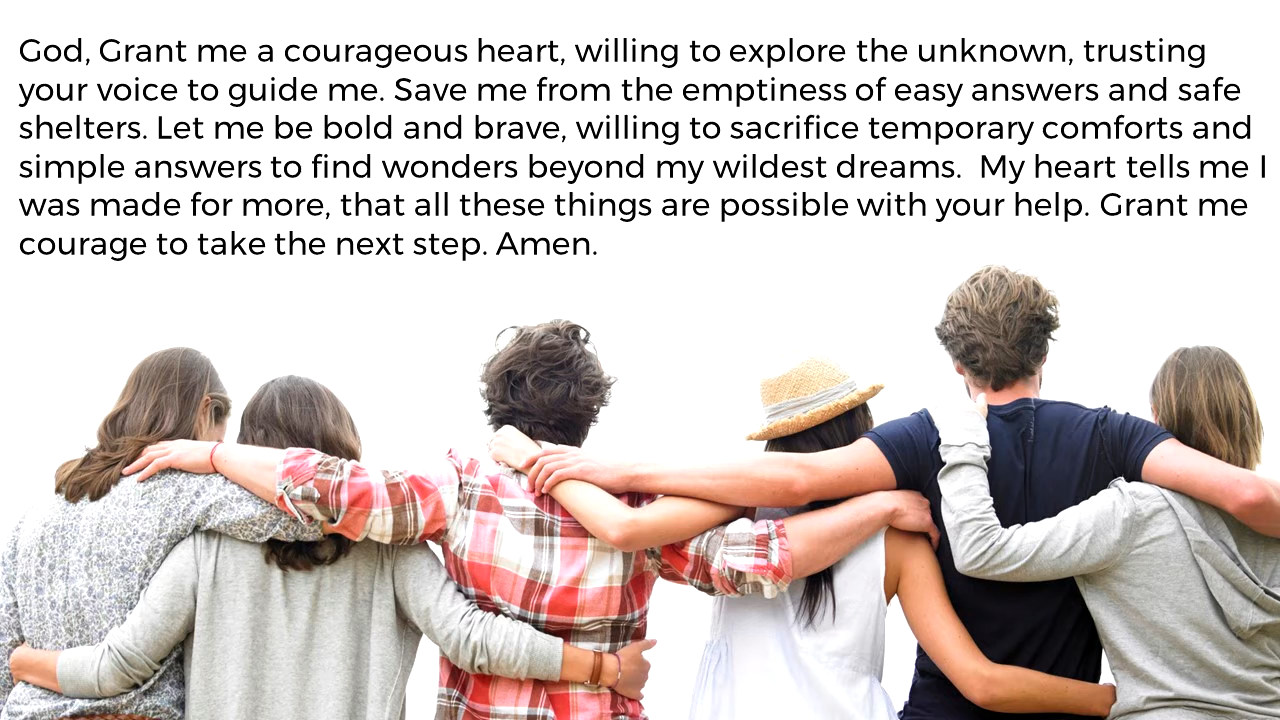 God, Grant me a courageous heart, willing to explore the unknown, trusting
your voice to guide me. Save me from the emptiness of easy answers and safe
shelters. Let me be bold and brave, willing to sacrifice temporary comforts and
simple answers to find wonders beyond my wildest dreams.  My heart tells me I
was made for more, that all these things are possible with your help. Grant me
courage to take the next step. Amen.